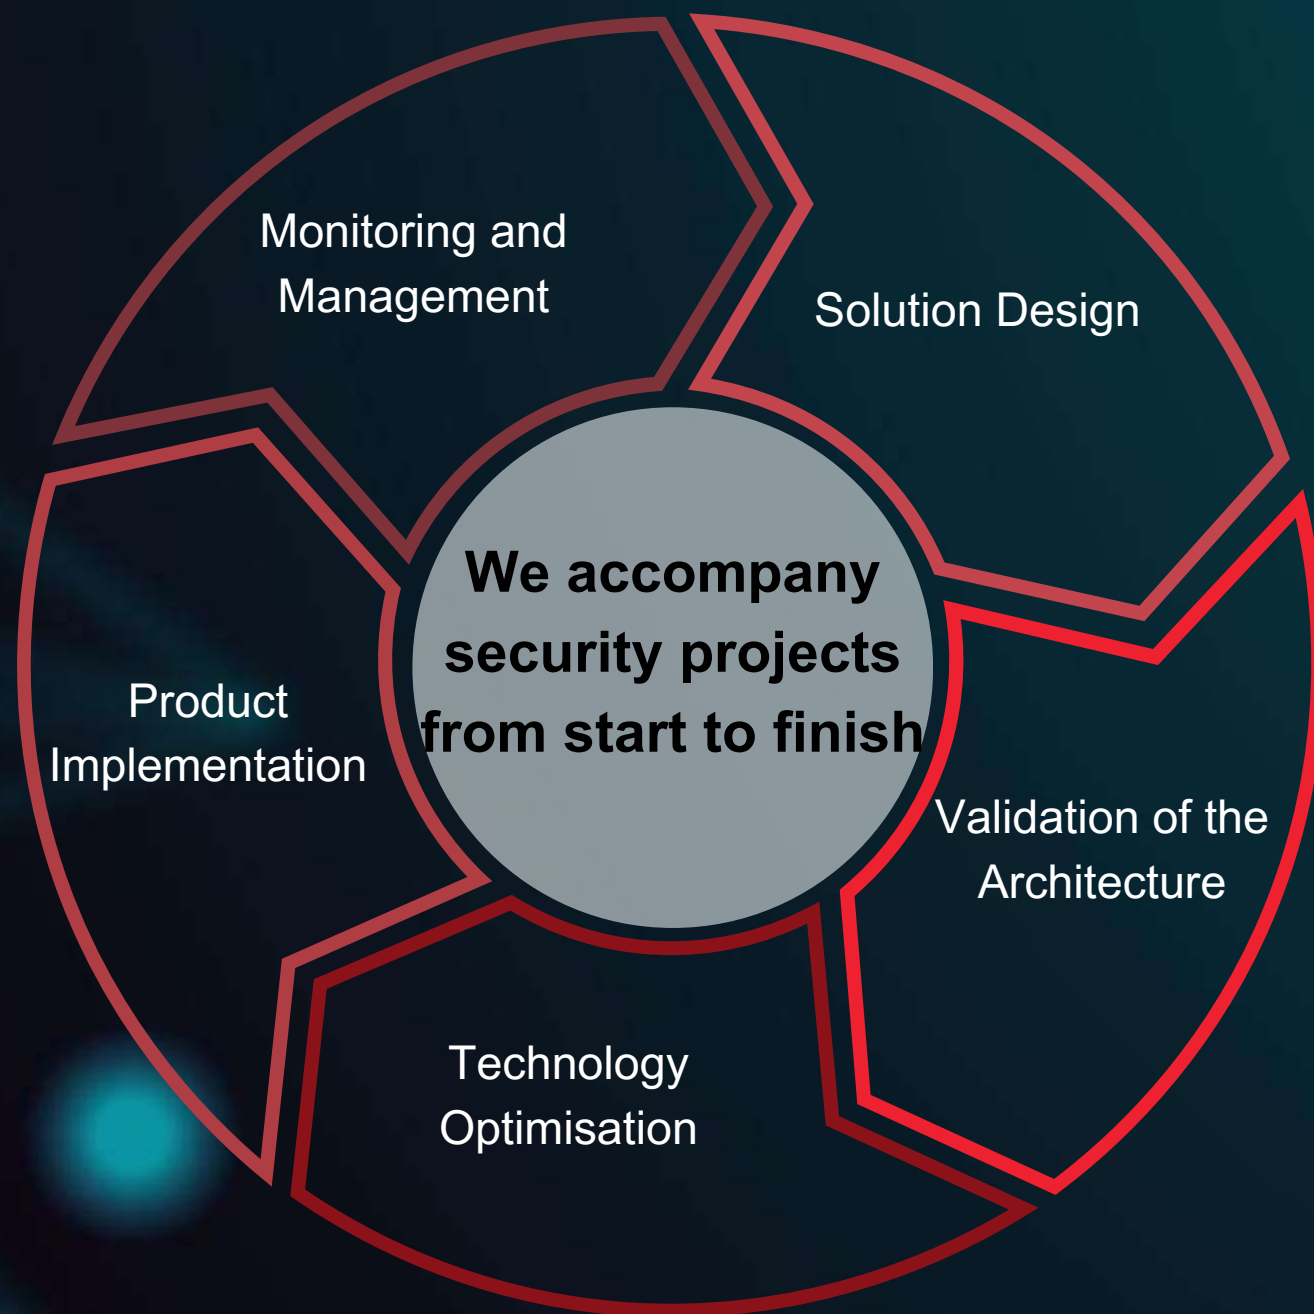 Monitoring and
Management
Solution Design
We accompany
security projects
from start to finish
Product
Implementation
Validation of the
Architecture
Technology
Optimisation